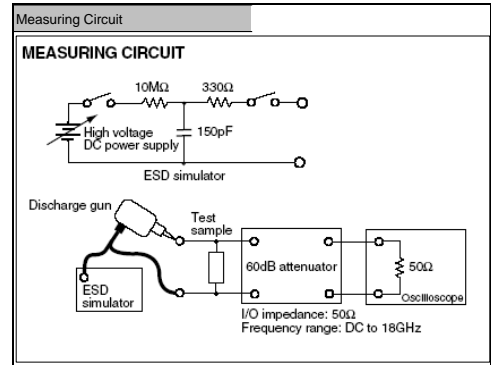 Measuring Circuit
MEASURING CIRCUIT
10MΩ
330Ω
High voltage
DC power supply
150pF
ESD simulator
Discharge gun
Test
sample
ESD
simulator
60dB attenuator
50Ω
Oscilloscope
I/O impedance: 50Ω
Frequency range: DC to 18GHz